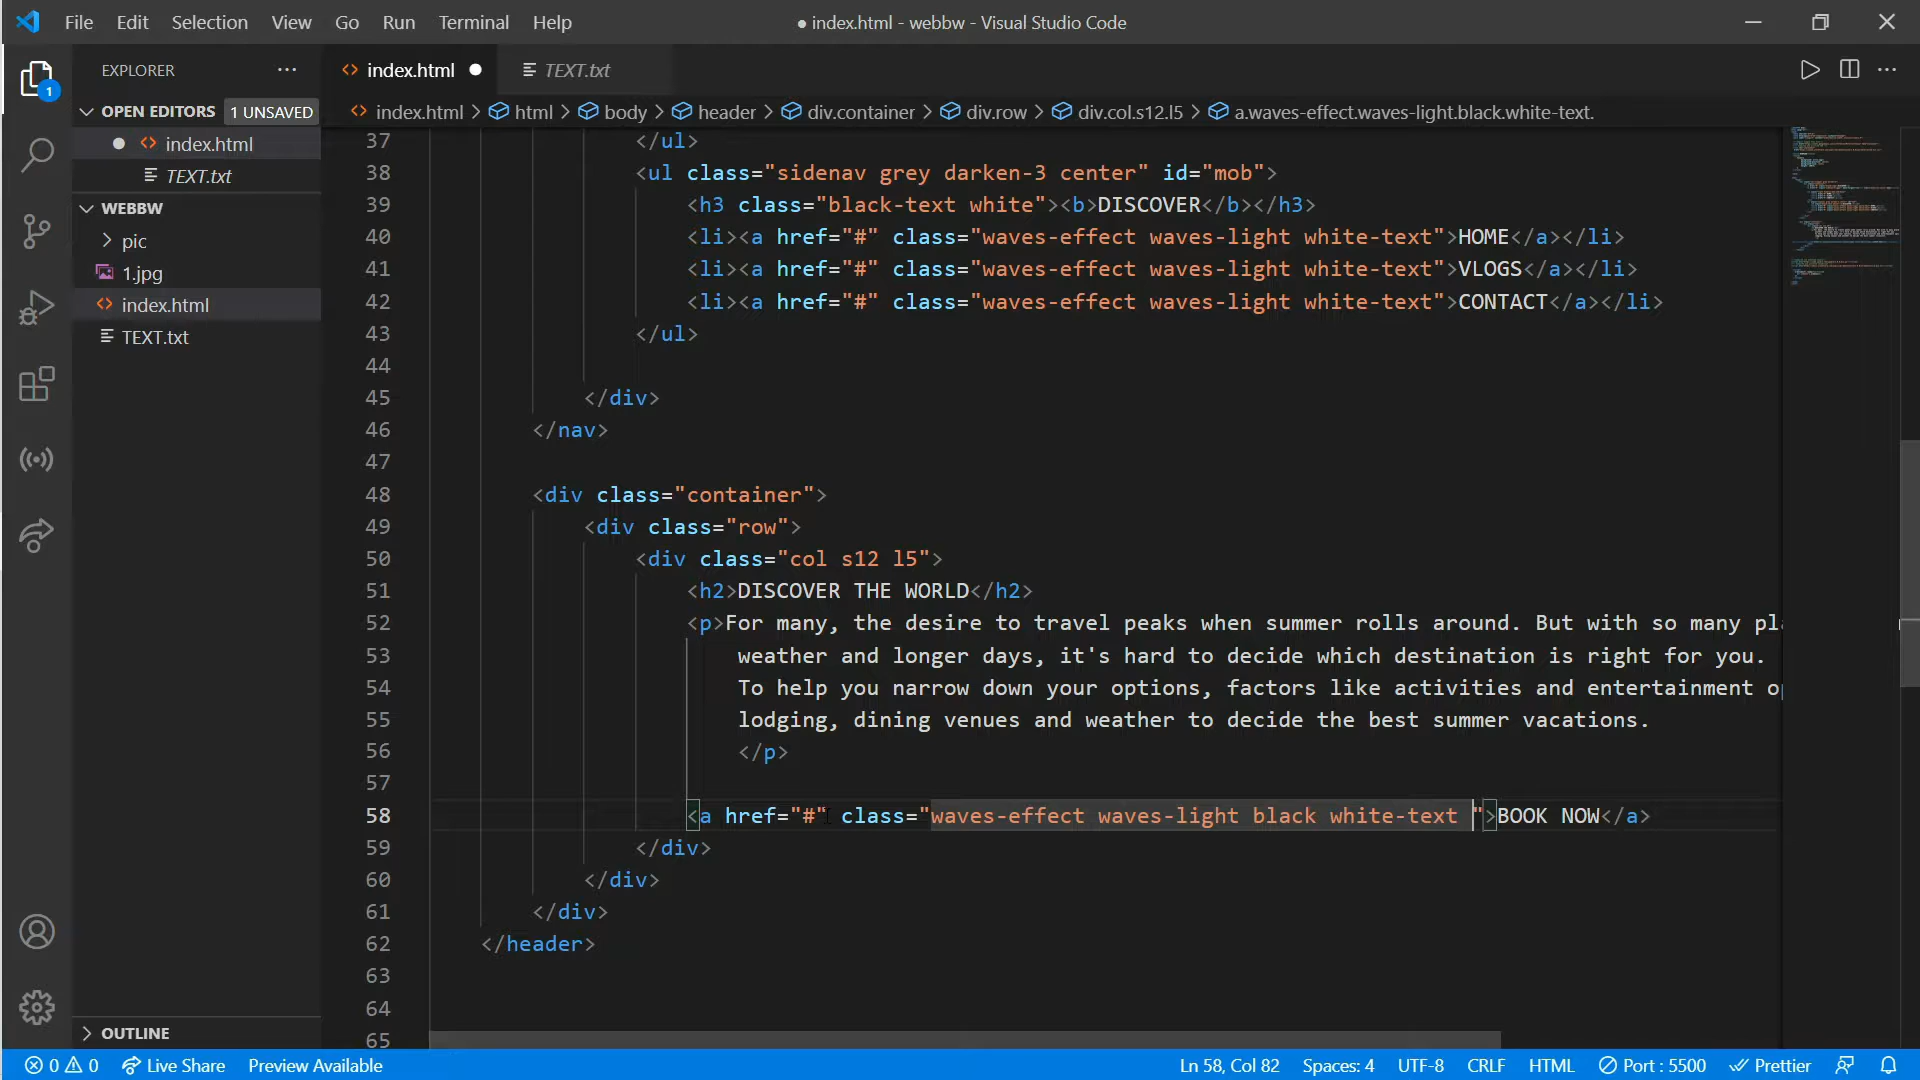 File Edit Selection View Go Run Terminal Help
● index.html - webbw - Visual Studio Code
EXPLORER
index.html
TEXT.txt
OPEN EDITORS 1 UNSAVED
index.html > html > body > header > div.container > div.row > div.col.s12.l5 > a.waves-effect.waves-light.black.white-text.
index.html
TEXT.txt
WEBBW
pic
1.jpg
index.html
TEXT.txt
OUTLINE
1
37 </ul>
38 <ul class="sidenav grey darken-3 center" id="mob">
39 <h3 class="black-text white"><b>DISCOVER</b></h3>
40 <li><a href="#" class="waves-effect waves-light white-text">HOME</a></li>
41 <li><a href="#" class="waves-effect waves-light white-text">VLOGS</a></li>
42 <li><a href="#" class="waves-effect waves-light white-text">CONTACT</a></li>
43 </ul>
44
45 </div>
46 </nav>
47
48 <div class="container">
49 <div class="row">
50 <div class="col s12 l5">
51 <h2>DISCOVER THE WORLD</h2>
52 <p>For many, the desire to travel peaks when summer rolls around. But with so many
53 weather and longer days, it's hard to decide which destination is right for you.
54 To help you narrow down your options, factors like activities and entertainment
55 lodging, dining venues and weather to decide the best summer vacations.
56 </p>
57
58 <a href="#" class="waves-effect waves-light black white-text ">BOOK NOW</a>
59 </div>
60 </div>
61 </div>
62 </header>
63
64
65
0 0 Live Share Preview Available Ln 58, Col 82 Spaces: 4 UTF-8 CRLF HTML Port : 5500 Prettier